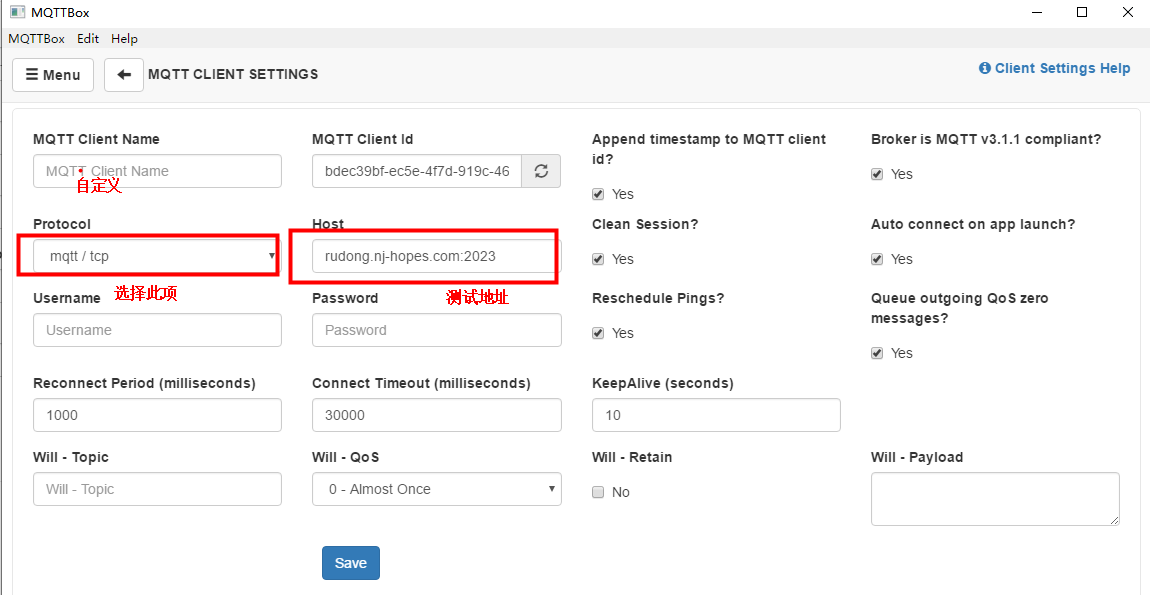 MQTTBox
MQTTBox Edit Help
Menu MQTT CLIENT SETTINGS Client Settings Help
MQTT Client Name
MQTT Client Name
自定义
MQTT Client Id
bdec39bf-ec5e-4f7d-919c-46
Append timestamp to MQTT client
id?
Yes
Broker is MQTT v3.1.1 compliant?
Yes
Protocol
mqtt / tcp
选择此项
Host
rudong.nj-hopes.com:2023
测试地址
Clean Session?
Yes
Auto connect on app launch?
Yes
Username
Username
Password
Password
Reschedule Pings?
Yes
Queue outgoing QoS zero
messages?
Yes
Reconnect Period (milliseconds)
1000
Connect Timeout (milliseconds)
30000
KeepAlive (seconds)
10
Will - Topic
Will - Topic
Will - QoS
0 - Almost Once
Will - Retain
No
Will - Payload
Save